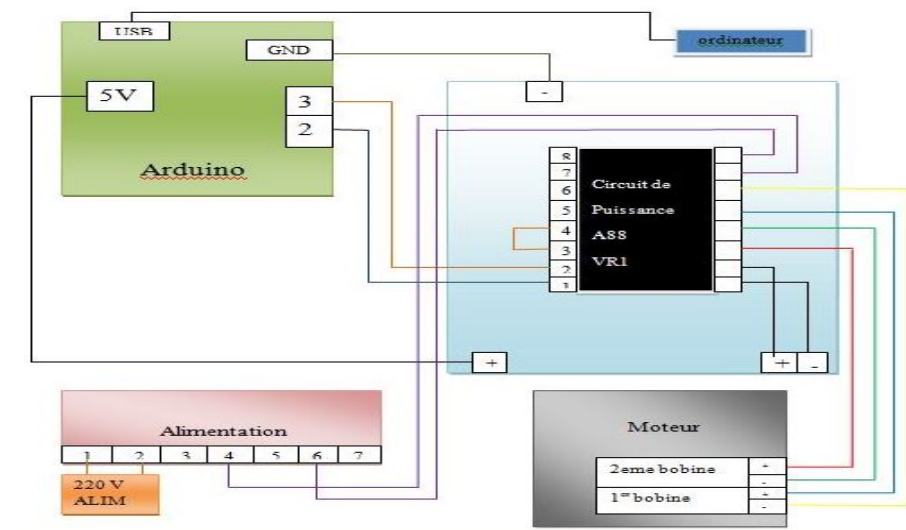 USB
ordinateur
GND
5V
-
3
2
Arduino
8
7
6
5
4
3
2
1
Circuit de
Puissance
A88
VR1
+
+
-
Alimentation
1 2 3 4 5 6 7
220 V
ALIM
Moteur
2eme bobine
+
-
1er bobine
+
-